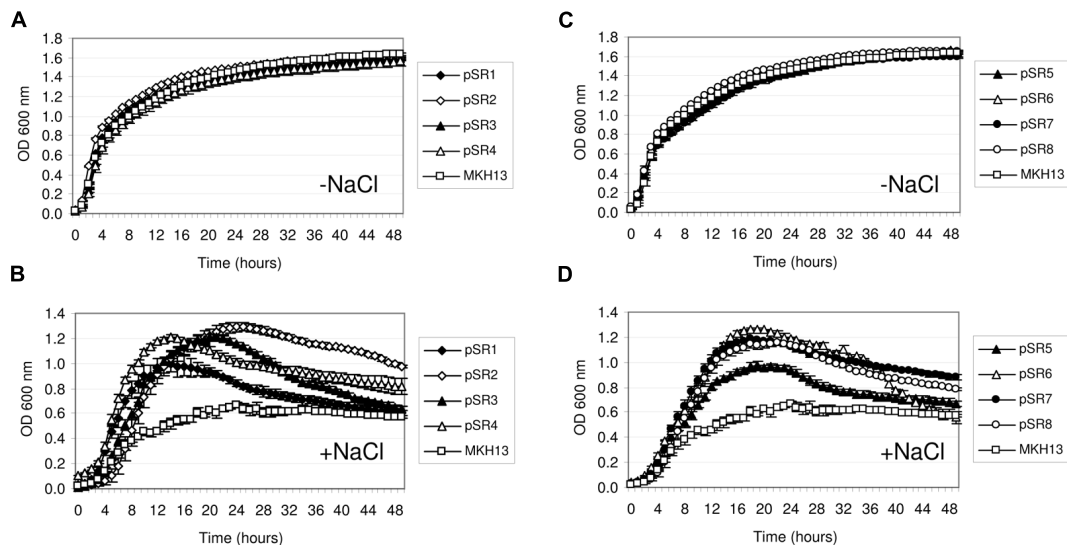 A
OD 600 nm
1.8
1.6
1.4
1.2
1.0
0.8
0.6
0.4
0.2
0.0
-NaCl
0 4 8 12 16 20 24 28 32 36 40 44 48
Time (hours)
pSR1
pSR2
pSR3
pSR4
MKH13
C
OD 600 nm
1.8
1.6
1.4
1.2
1.0
0.8
0.6
0.4
0.2
0.0
-NaCl
0 4 8 12 16 20 24 28 32 36 40 44 48
Time (hours)
pSR5
pSR6
pSR7
pSR8
MKH13
B
OD 600 nm
1.4
1.2
1.0
0.8
0.6
0.4
0.2
0.0
+NaCl
0 4 8 12 16 20 24 28 32 36 40 44 48
Time (hours)
pSR1
pSR2
pSR3
pSR4
MKH13
D
OD 600 nm
1.4
1.2
1.0
0.8
0.6
0.4
0.2
0.0
+NaCl
0 4 8 12 16 20 24 28 32 36 40 44 48
Time (hours)
pSR5
pSR6
pSR7
pSR8
MKH13